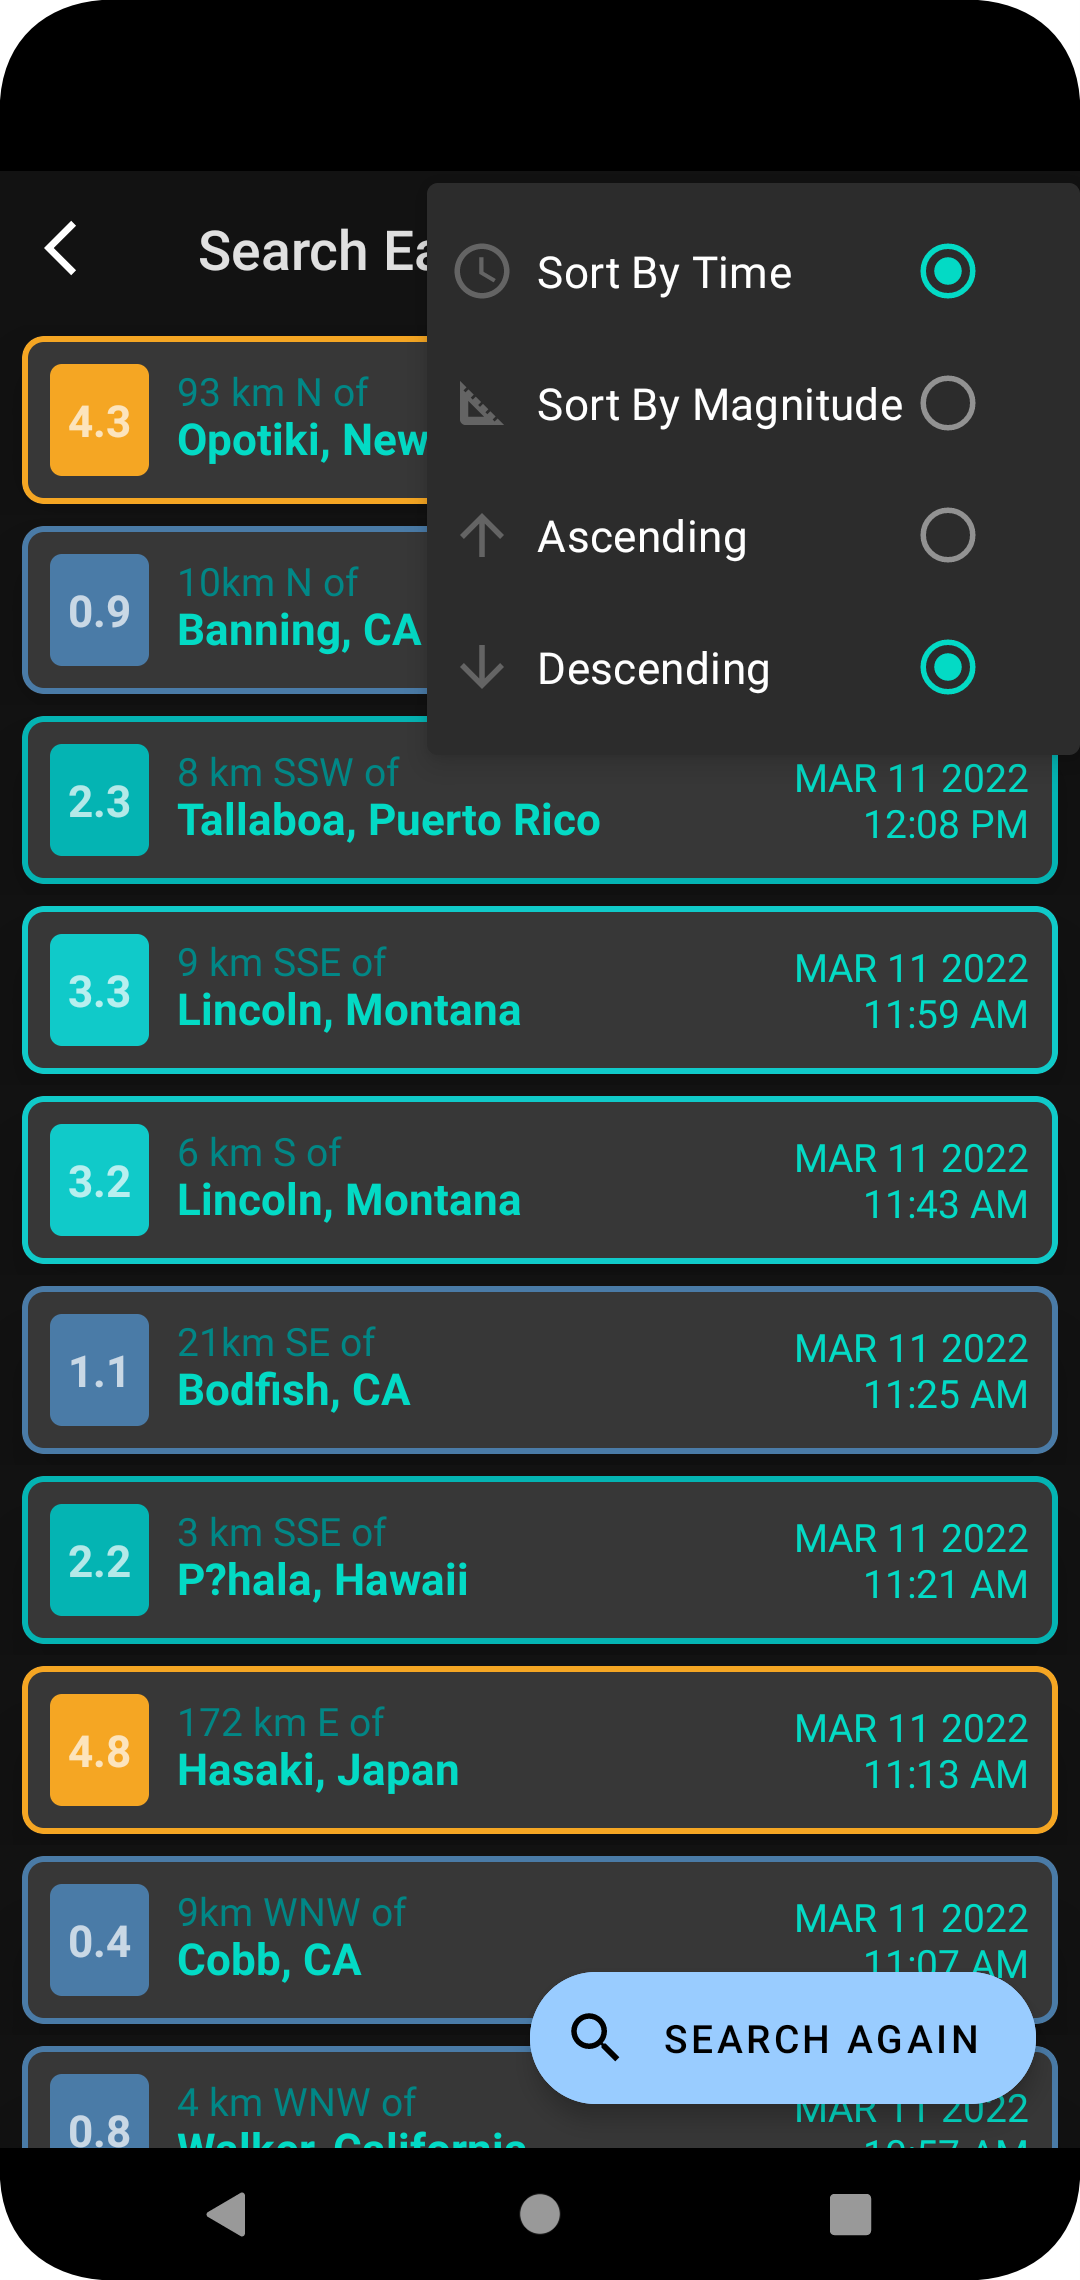 Search Ea
Sort By Time
Sort By Magnitude
Ascending
Descending
4.3
93 km N of
Opotiki, New
0.9
10km N of
Banning, CA
2.3
8 km SSW of
Tallaboa, Puerto Rico
MAR 11 2022
12:08 PM
3.3
9 km SSE of
Lincoln, Montana
MAR 11 2022
11:59 AM
3.2
6 km S of
Lincoln, Montana
MAR 11 2022
11:43 AM
1.1
21km SE of
Bodfish, CA
MAR 11 2022
11:25 AM
2.2
3 km SSE of
P?hala, Hawaii
MAR 11 2022
11:21 AM
4.8
172 km E of
Hasaki, Japan
MAR 11 2022
11:13 AM
0.4
9km WNW of
Cobb, CA
MAR 11 2022
11:07 AM
SEARCH AGAIN
0.8
4 km WNW of
Walker, California
MAR 11 2022
10:57 AM